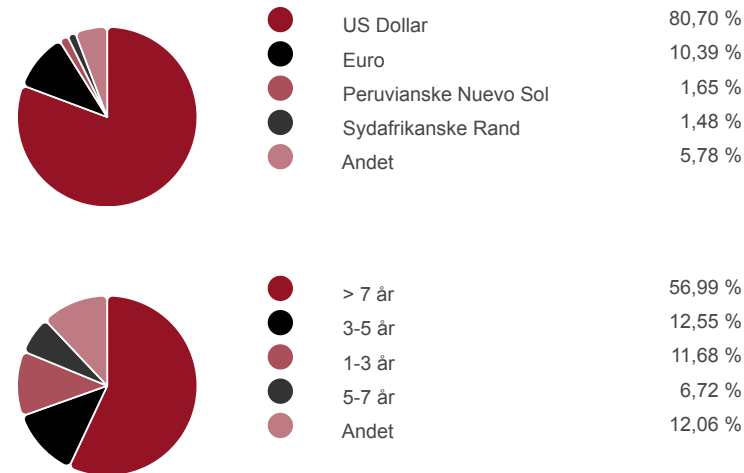 US Dollar 80,70 %
Euro 10,39 %
Peruvianske Nuevo Sol 1,65 %
Sydafrikanske Rand 1,48 %
Andet 5,78 %
> 7 år 56,99 %
3-5 år 12,55 %
1-3 år 11,68 %
5-7 år 6,72 %
Andet 12,06 %